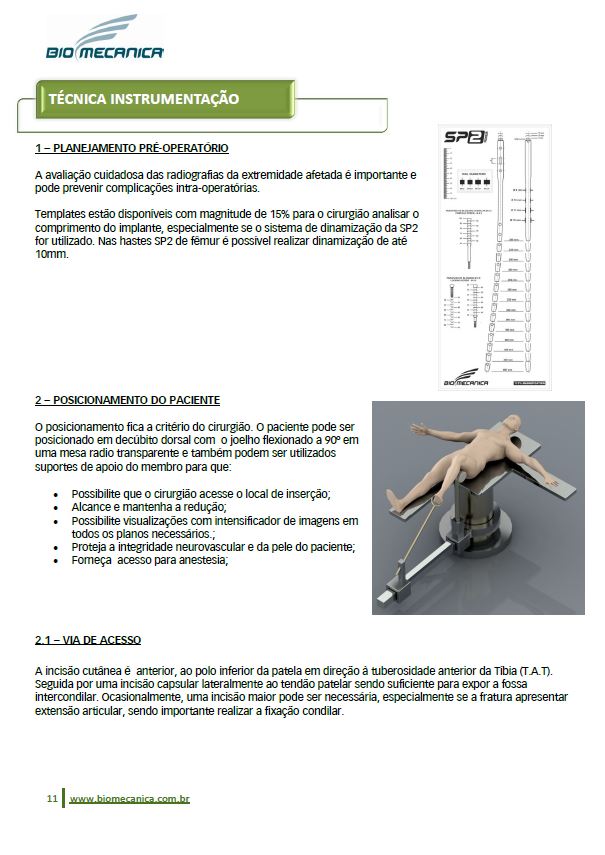 BIOMECANICA
TÉCNICA INSTRUMENTAÇÃO
1 – PLANEJAMENTO PRÉ-OPERATÓRIO
A avaliação cuidadosa das radiografias da extremidade afetada é importante e
pode prevenir complicações intra-operatórias.
Templates estão disponíveis com magnitude de 15% para o cirurgião analisar o
comprimento do implante, especialmente se o sistema de dinamização da SP2
for utilizado. Nas hastes SP2 de fêmur é possível realizar dinamização de até
10mm.
SP2
BIOMECANICA
2 – POSICIONAMENTO DO PACIENTE
O posicionamento fica a critério do cirurgião. O paciente pode ser
posicionado em decúbito dorsal com o joelho flexionado a 90º em
uma mesa radio transparente e também podem ser utilizados
suportes de apoio do membro para que:
• Possibilite que o cirurgião acesse o local de inserção;
• Alcance e mantenha a redução;
• Possibilite visualizações com intensificador de imagens em
todos os planos necessários.;
• Proteja a integridade neurovascular e da pele do paciente;
• Forneça acesso para anestesia;
2.1 – VIA DE ACESSO
A incisão cutânea é anterior, ao polo inferior da patela em direção à tuberosidade anterior da Tíbia (T.A.T).
Seguida por uma incisão capsular lateralmente ao tendão patelar sendo suficiente para expor a fossa
intercondilar. Ocasionalmente, uma incisão maior pode ser necessária, especialmente se a fratura apresentar
extensão articular, sendo importante realizar a fixação condilar.
11 www.biomecanica.com.br